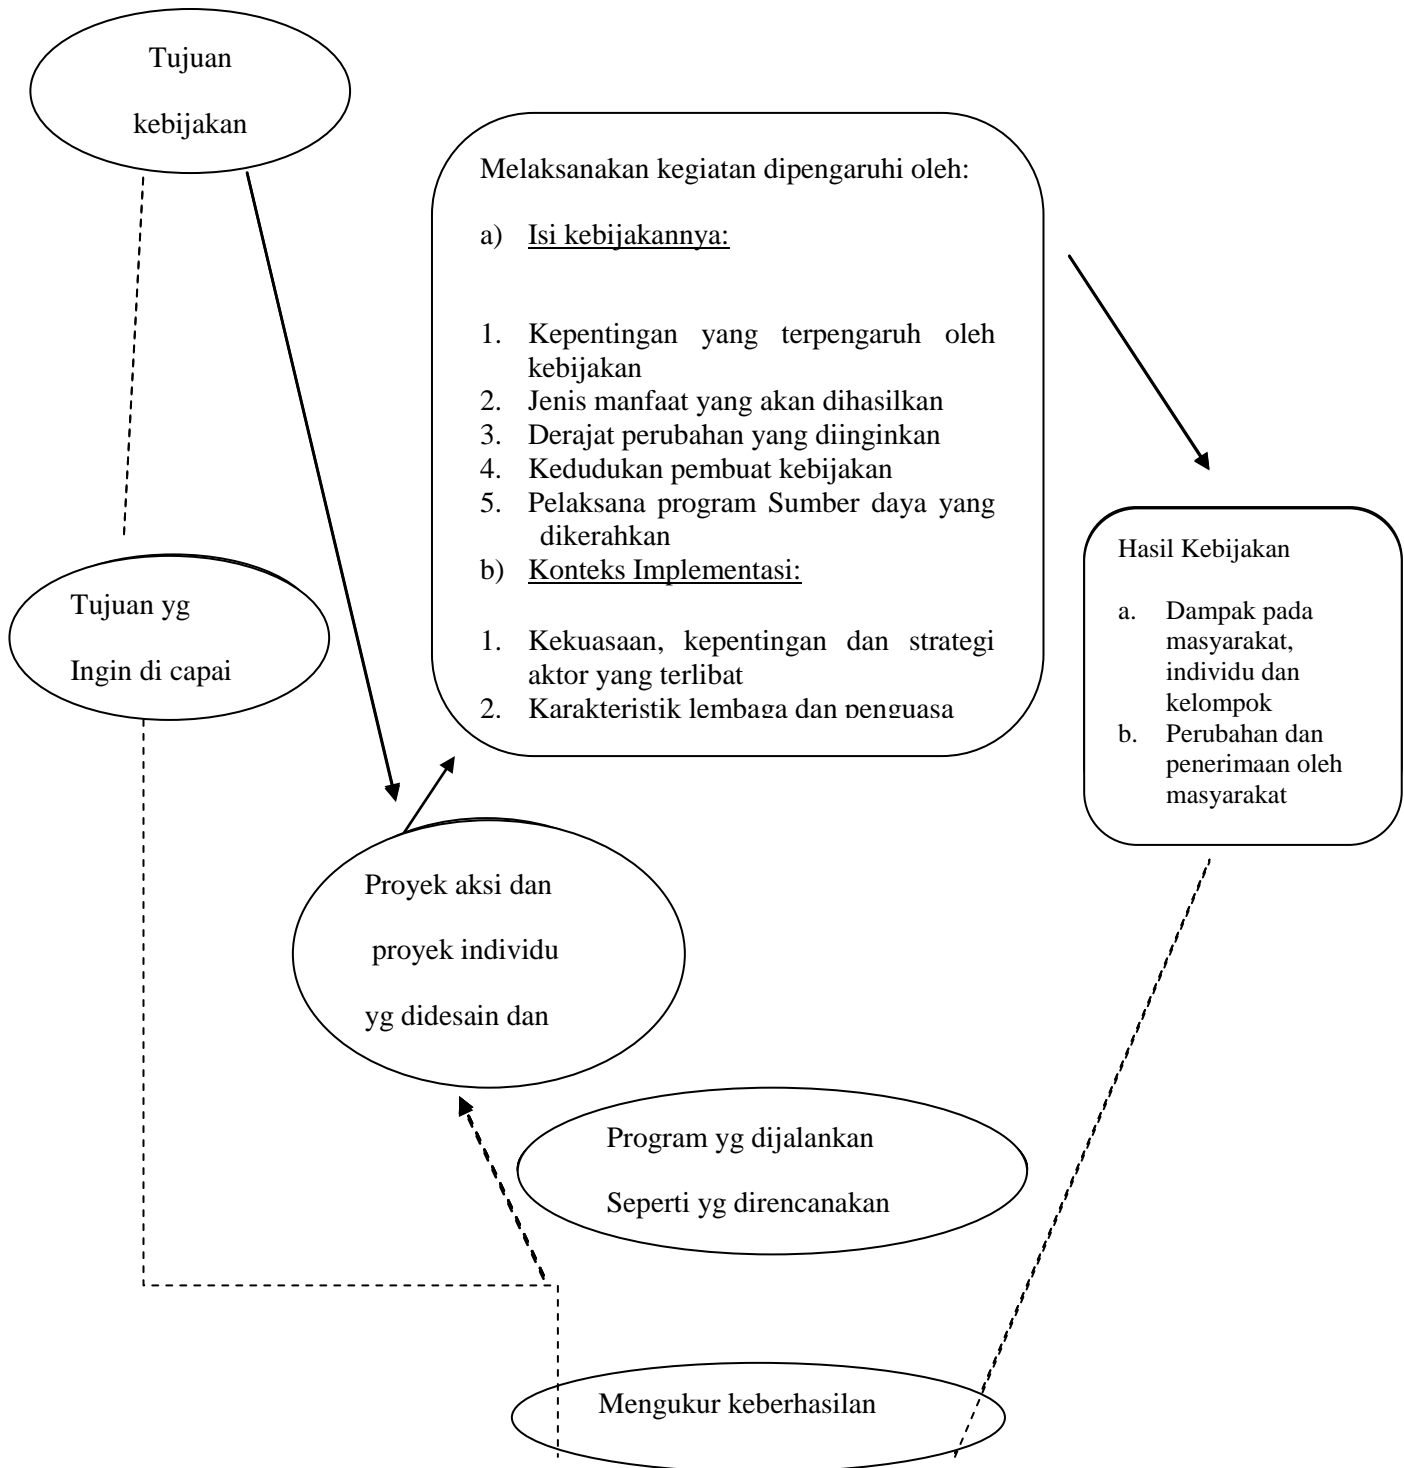 Tujuan
kebijakan
Melaksanakan kegiatan dipengaruhi oleh:
a) Isi kebijakannya:
1. Kepentingan yang terpengaruh oleh
kebijakan
2. Jenis manfaat yang akan dihasilkan
3. Derajat perubahan yang diinginkan
4. Kedudukan pembuat kebijakan
5. Pelaksana program Sumber daya yang
dikerahkan
b) Konteks Implementasi:
1. Kekuasaan, kepentingan dan strategi
aktor yang terlibat
2. Karakteristik lembaga dan penguasa
Hasil Kebijakan
a. Dampak pada
masyarakat,
individu dan
kelompok
b. Perubahan dan
penerimaan oleh
masyarakat
Tujuan yg
Ingin di capai
Proyek aksi dan
proyek individu
yg didesain dan
Program yg dijalankan
Seperti yg direncanakan
Mengukur keberhasilan